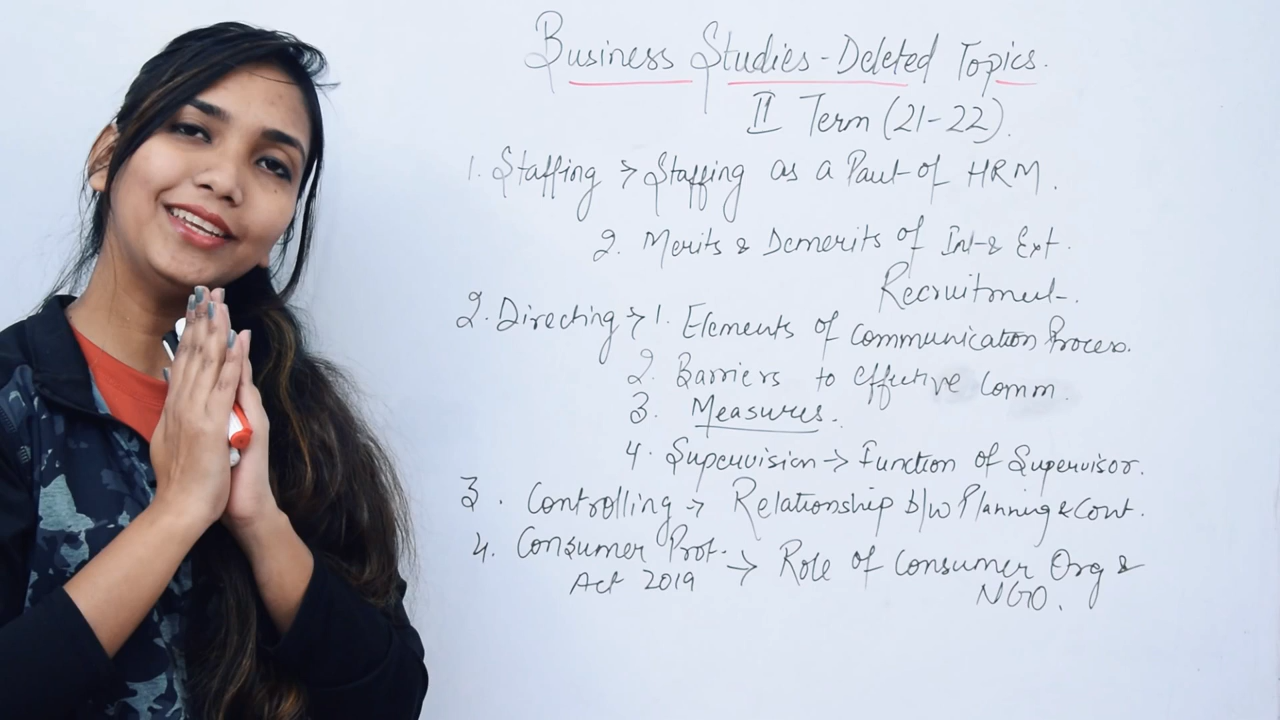 Business Studies - Deleted Topics.
II Term (21-22).
1. Staffing → Staffing as a Part of HRM.
2. Merits & Demerits of Int- & Ext.
Recruitment-.
2. Directing → 1. Elements of Communication Process.
2. Barriers to effective Comm.
3. Measures.
4. Supervision → Function of Supervisor.
3. Controlling → Relationship b/w Planning & Cont.
4. Consumer Prot. → Role of Consumer Org &
Act 2019
NGO.